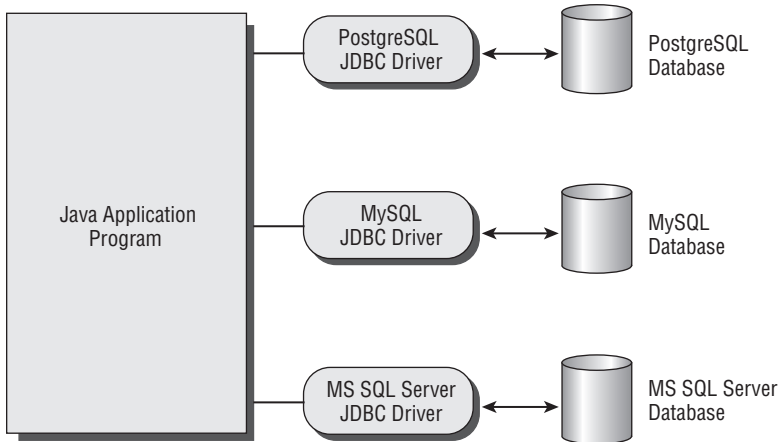 PostgreSQL
JDBC Driver
PostgreSQL
Database
Java Application
Program
MySQL
JDBC Driver
MySQL
Database
MS SQL Server
JDBC Driver
MS SQL Server
Database